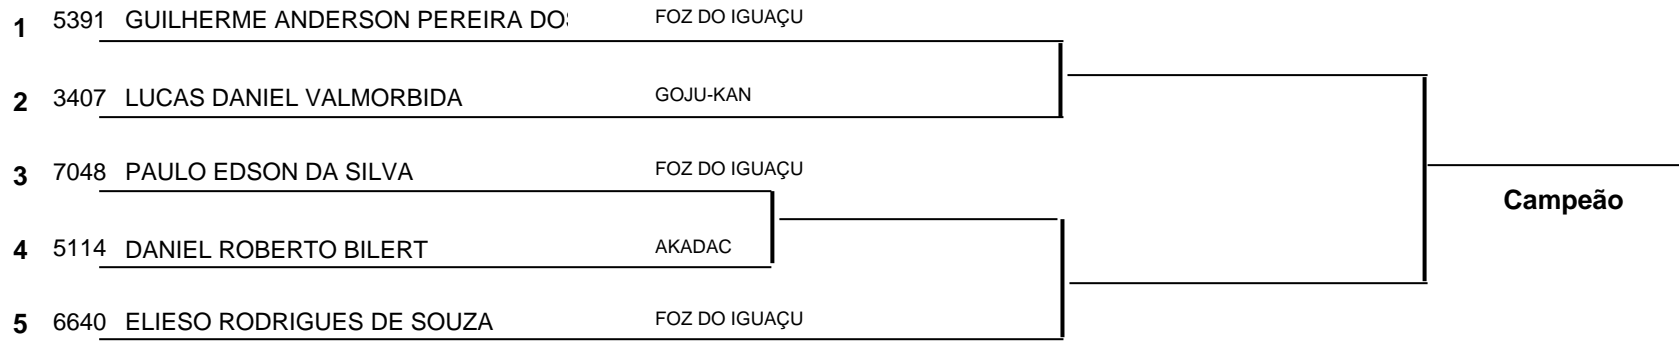 1 5391 GUILHERME ANDERSON PEREIRA DO FOZ DO IGUAÇU
2 3407 LUCAS DANIEL VALMORBIDA GOJU-KAN
3 7048 PAULO EDSON DA SILVA FOZ DO IGUAÇU
Campeão
4 5114 DANIEL ROBERTO BILERT AKADAC
5 6640 ELIESO RODRIGUES DE SOUZA FOZ DO IGUAÇU